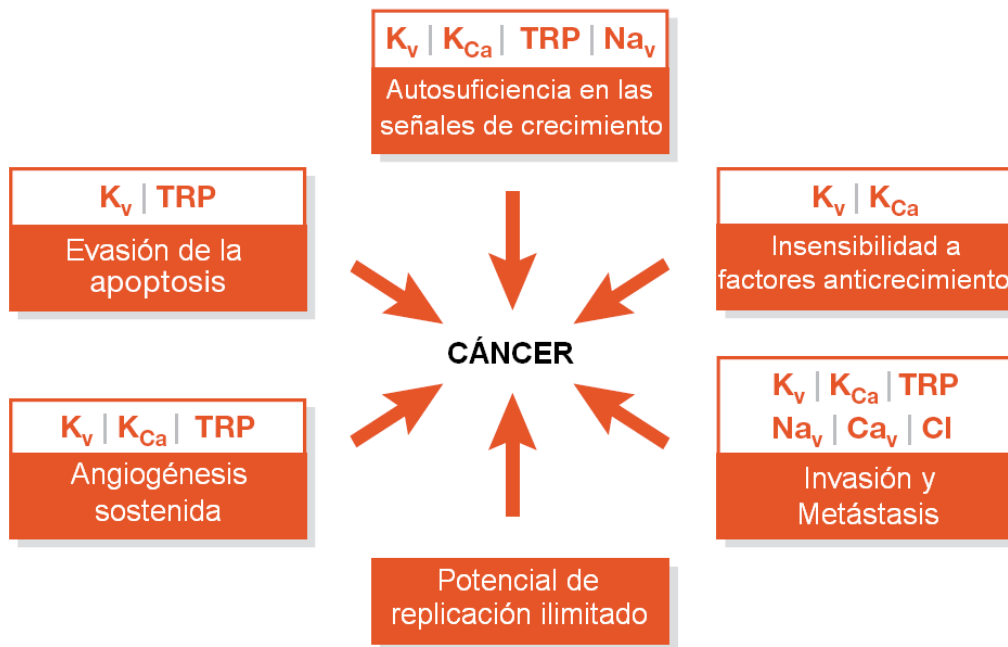 Kv | KCa | TRP | Nav
Autosuficiencia en las
señales de crecimiento
Kv | TRP
Evasión de la
apoptosis
Kv | KCa
Insensibilidad a
factores anticrecimiento
CÁNCER
Kv | KCa | TRP
Angiogénesis
sostenida
Kv | KCa | TRP
Nav | Cav | Cl
Invasión y
Metástasis
Potencial de
replicación ilimitado